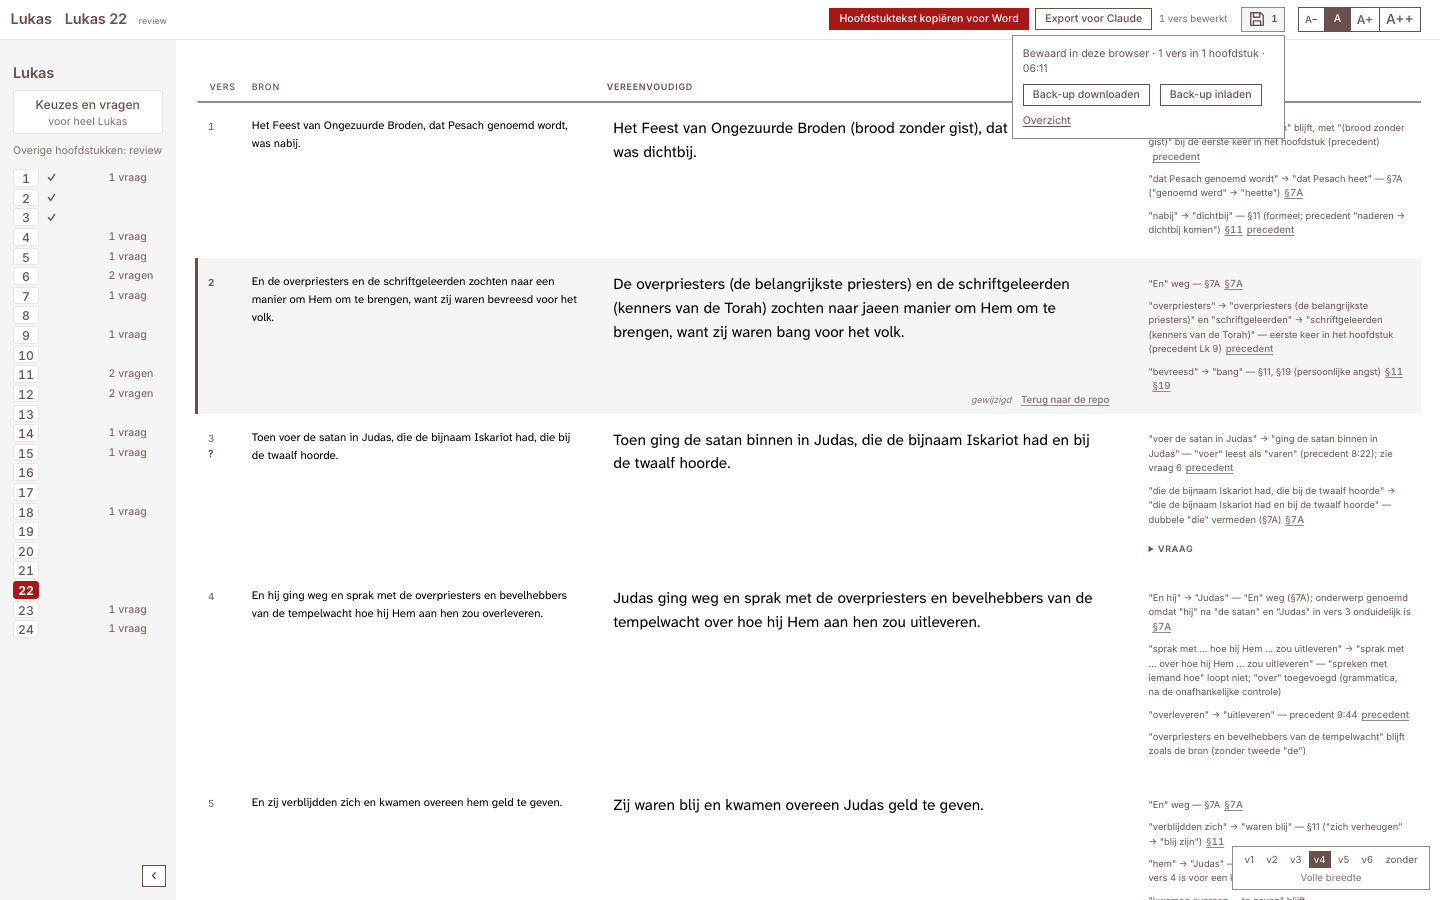 Lukas Lukas 22 review
Hoofdstuktekst kopiëren voor Word
Export voor Claude
1 vers bewerkt
1
A−
A
A+
A++
Bewaard in deze browser · 1 vers in 1 hoofdstuk ·
06:11
Back-up downloaden
Back-up inladen
Overzicht
Lukas
Keuzes en vragen
voor heel Lukas
Overige hoofdstukken: review
1 ✓ 1 vraag
2 ✓
3 ✓
4 1 vraag
5 1 vraag
6 2 vragen
7 1 vraag
8
9 1 vraag
10
11 2 vragen
12 2 vragen
13
14 1 vraag
15 1 vraag
16
17
18 1 vraag
19
20
21
22
23 1 vraag
24 1 vraag
‹
VERS BRON VEREENVOUDIGD
1
Het Feest van Ongezuurde Broden, dat Pesach genoemd wordt,
was nabij.
Het Feest van Ongezuurde Broden (brood zonder gist), dat
was dichtbij.
n" blijft, met "(brood zonder
gist)" bij de eerste keer in het hoofdstuk (precedent)
precedent
"dat Pesach genoemd wordt" → "dat Pesach heet" — §7A
("genoemd werd" → "heette") §7A
"nabij" → "dichtbij" — §11 (formeel; precedent "naderen →
dichtbij komen") §11 precedent
2
En de overpriesters en de schriftgeleerden zochten naar een
manier om Hem om te brengen, want zij waren bevreesd voor het
volk.
De overpriesters (de belangrijkste priesters) en de schriftgeleerden
(kenners van de Torah) zochten naar jaeen manier om Hem om te
brengen, want zij waren bang voor het volk.
gewijzigd Terug naar de repo
"En" weg — §7A §7A
"overpriesters" → "overpriesters (de belangrijkste
priesters)" en "schriftgeleerden" → "schriftgeleerden
(kenners van de Torah)" — eerste keer in het hoofdstuk
(precedent Lk 9) precedent
"bevreesd" → "bang" — §11, §19 (persoonlijke angst) §11
§19
3
?
Toen voer de satan in Judas, die de bijnaam Iskariot had, die bij
de twaalf hoorde.
Toen ging de satan binnen in Judas, die de bijnaam Iskariot had en bij
de twaalf hoorde.
"voer de satan in Judas" → "ging de satan binnen in
Judas" — "voer" leest als "varen" (precedent 8:22); zie
vraag 6 precedent
"die de bijnaam Iskariot had, die bij de twaalf hoorde" →
"die de bijnaam Iskariot had en bij de twaalf hoorde" —
dubbele "die" vermeden (§7A) §7A
▸ VRAAG
4
En hij ging weg en sprak met de overpriesters en bevelhebbers
van de tempelwacht hoe hij Hem aan hen zou overleveren.
Judas ging weg en sprak met de overpriesters en bevelhebbers van de
tempelwacht over hoe hij Hem aan hen zou uitleveren.
"En hij" → "Judas" — "En" weg (§7A); onderwerp genoemd
omdat "hij" na "de satan" en "Judas" in vers 3 onduidelijk is
§7A
"sprak met ... hoe hij Hem ... zou uitleveren" → "sprak met
... over hoe hij Hem ... zou uitleveren" — "spreken met
iemand hoe" loopt niet; "over" toegevoegd (grammatica,
na de onafhankelijke controle)
"overleveren" → "uitleveren" — precedent 9:44 precedent
"overpriesters en bevelhebbers van de tempelwacht" blijft
zoals de bron (zonder tweede "de")
5
En zij verblijdden zich en kwamen overeen hem geld te geven.
Zij waren blij en kwamen overeen Judas geld te geven.
"En" weg — §7A §7A
"verblijdden zich" → "waren blij" — §11 ("zich verheugen"
→ "blij zijn") §11
"hem" → "Judas" —
vers 4 is voor een
v1 v2 v3 v4 v5 v6 zonder
Volle breedte